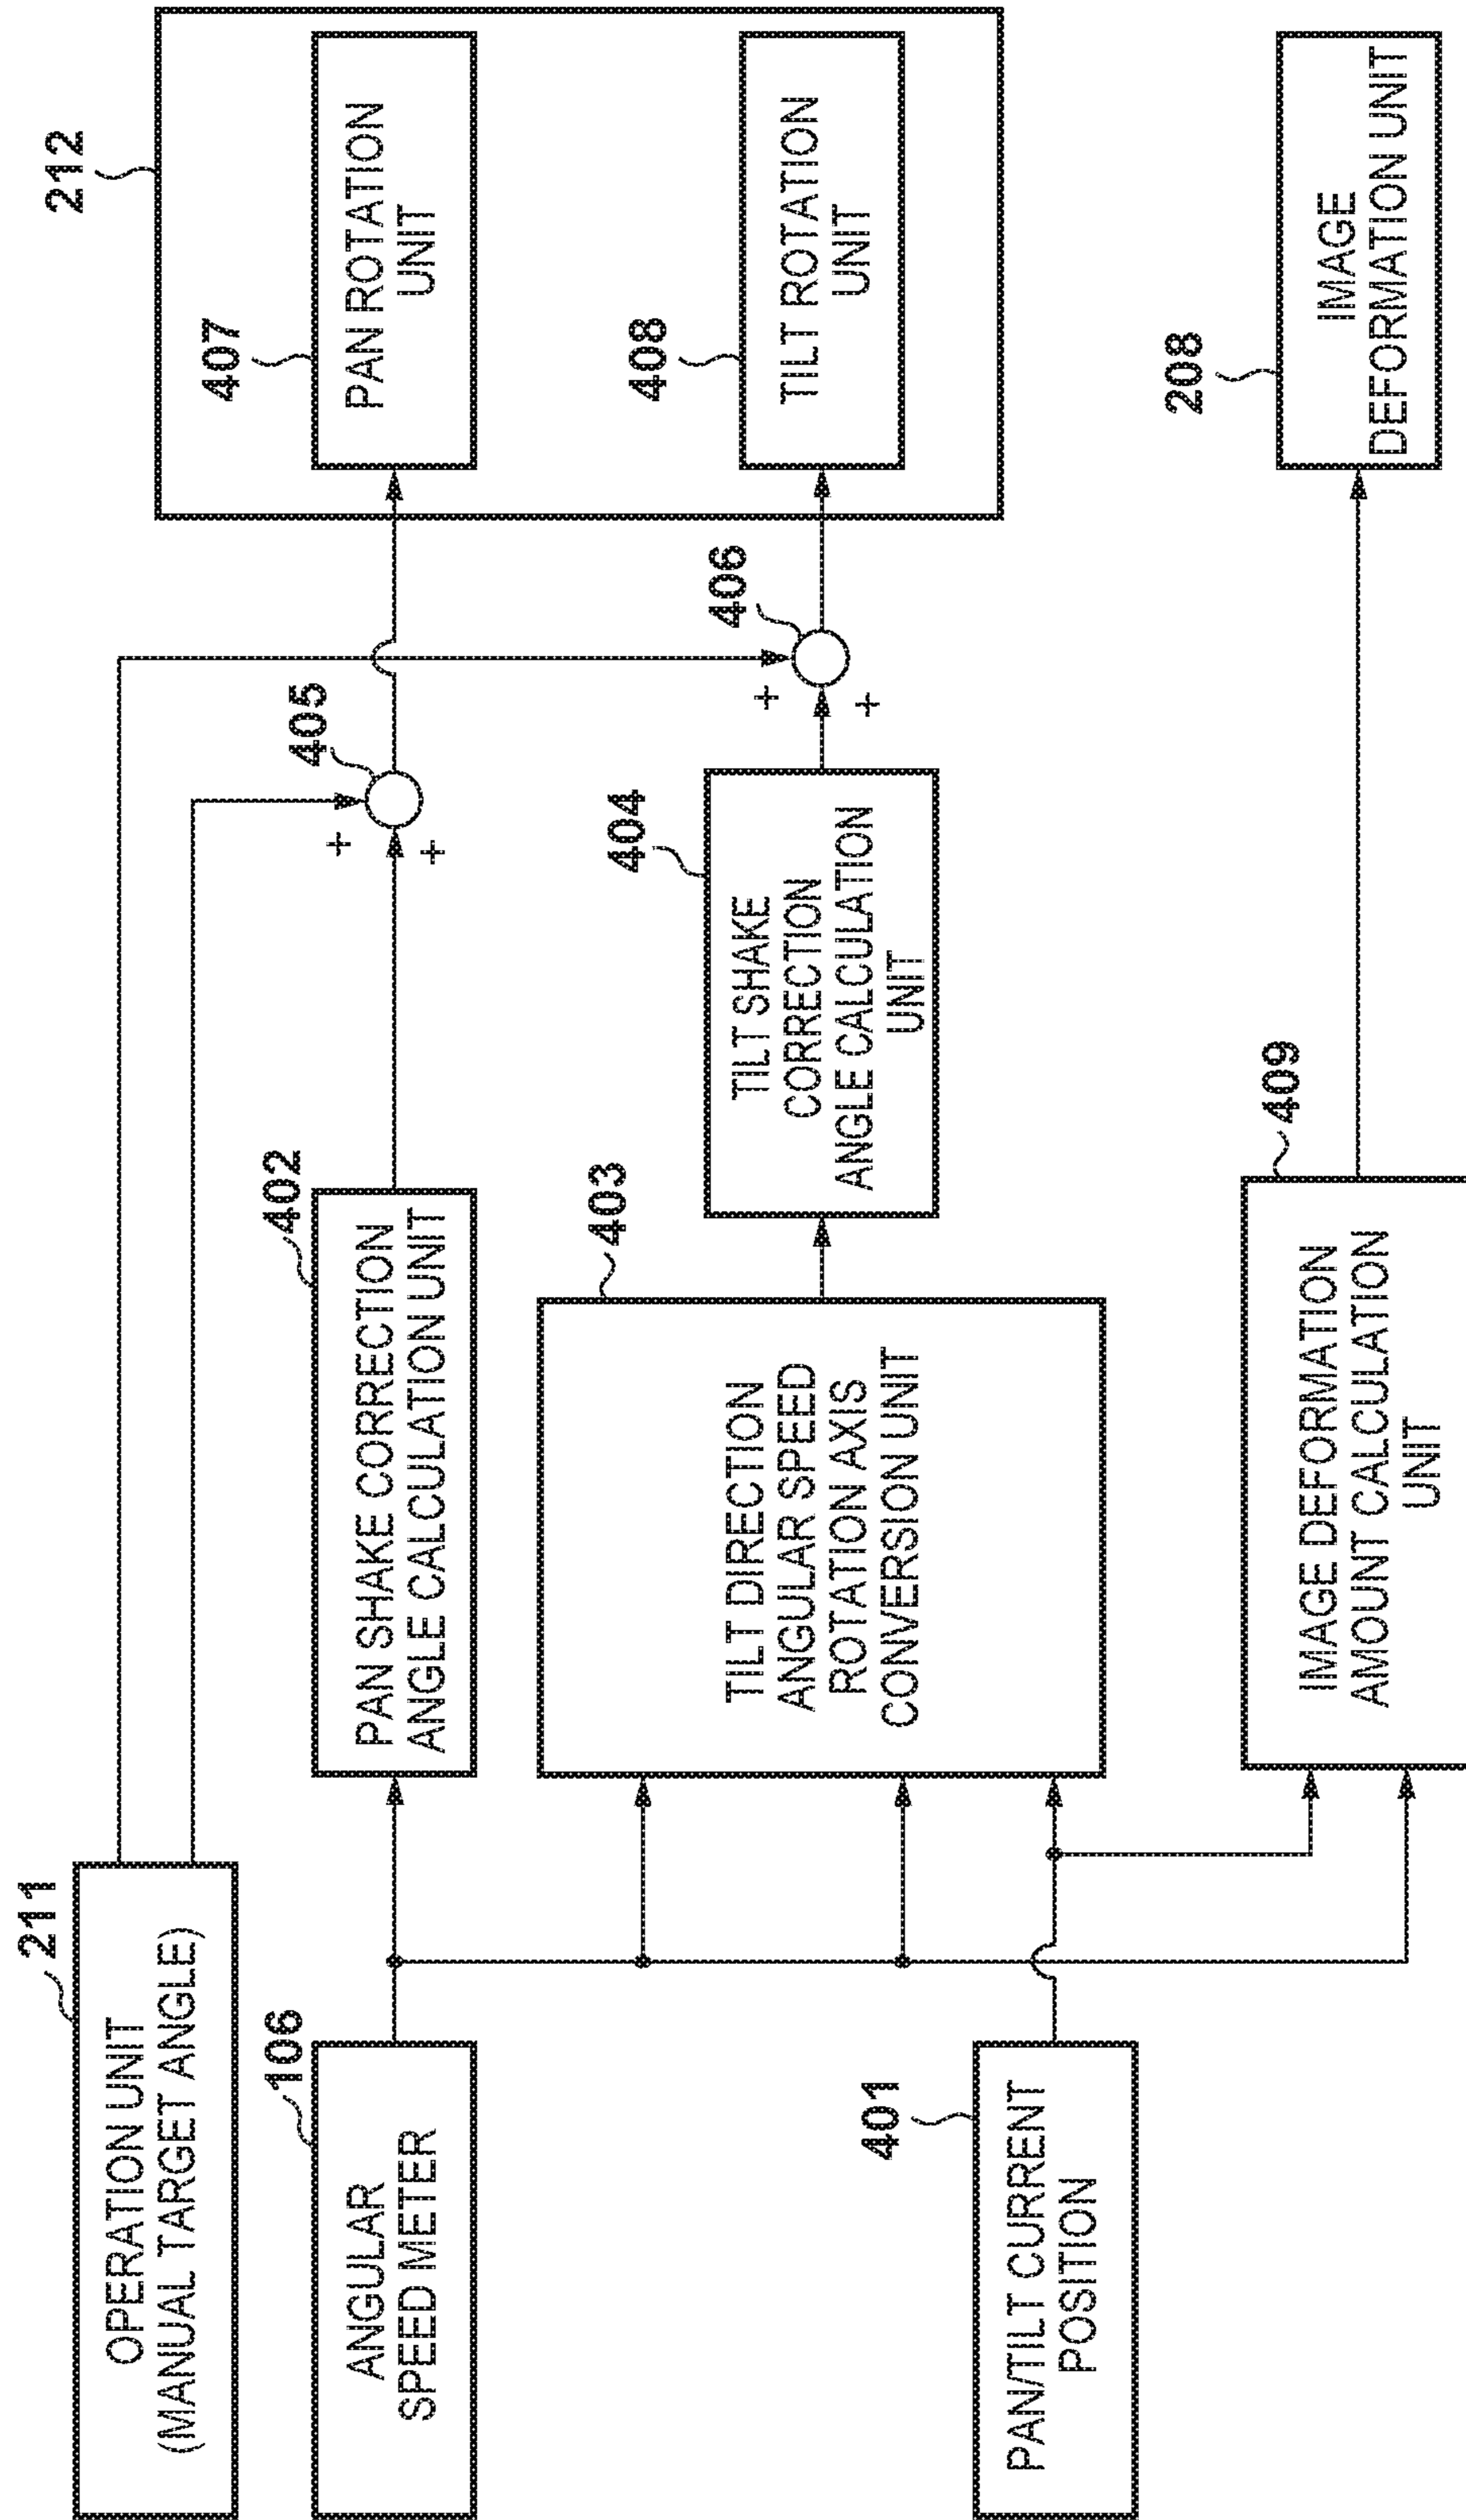 211
OPERATION UNIT
(MANUAL TARGET ANGLE)
212
106
ANGULAR
SPEED METER
402
PAN SHAKE CORRECTION
ANGLE CALCULATION UNIT
405
+
+
407
PAN ROTATION
UNIT
403
TILT DIRECTION
ANGULAR SPEED
ROTATION AXIS
CONVERSION UNIT
404
TILT SHAKE
CORRECTION
ANGLE CALCULATION
UNIT
406
+
+
408
TILT ROTATION
UNIT
401
PAN/TILT CURRENT
POSITION
409
IMAGE DEFORMATION
AMOUNT CALCULATION
UNIT
208
IMAGE
DEFORMATION UNIT